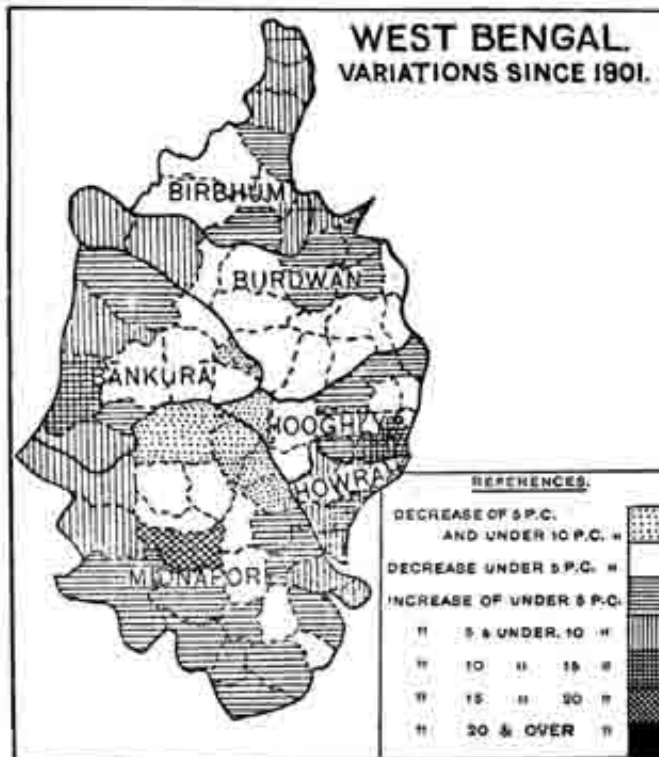 WEST BENGAL.
VARIATIONS SINCE 1901.
BIRBHUM
BURDWAN
BANKURA
HOOGHLY
HOWRAH
MIDNAPORE
REFERENCES.
DECREASE OF 5 P.C.
AND UNDER 10 P.C. "
DECREASE UNDER 5 P.C. "
INCREASE OF UNDER 5 P.C.
" 5 & UNDER. 10 "
" 10 " 15 "
" 15 " 20 "
" 20 & OVER "